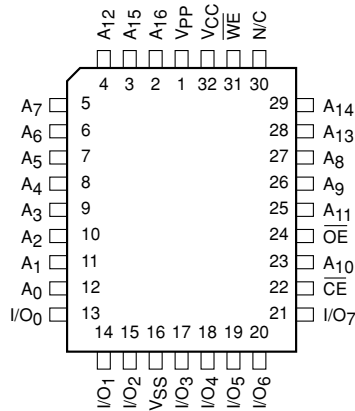 A12 A15 A16 VPP VCC W̅E̅ N/C
4 3 2 1 32 31 30
A7 5 29 A14
A6 6 28 A13
A5 7 27 A8
A4 8 26 A9
A3 9 25 A11
A2 10 24 O̅E̅
A1 11 23 A10
A0 12 22 C̅E̅
I/O0 13 21 I/O7
14 15 16 17 18 19 20
I/O1 I/O2 VSS I/O3 I/O4 I/O5 I/O6